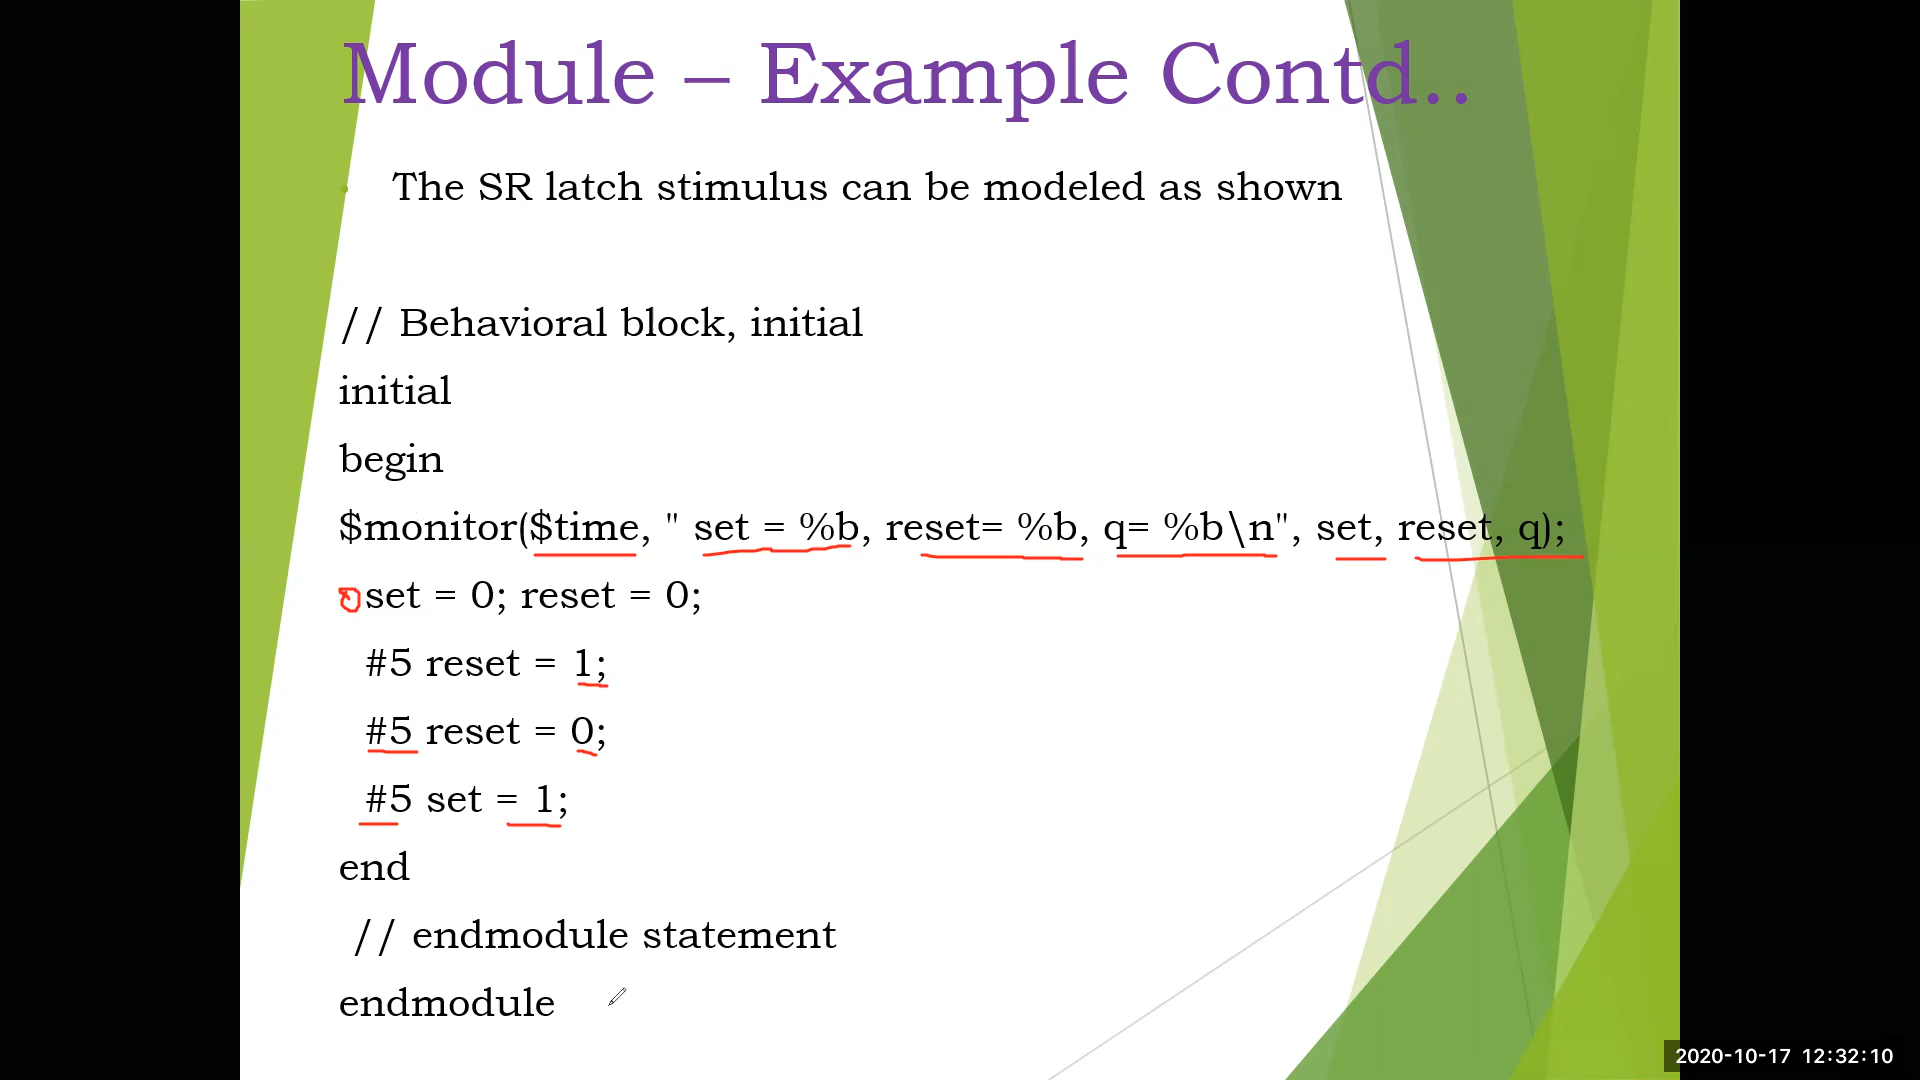 Module – Example Contd..
The SR latch stimulus can be modeled as shown
// Behavioral block, initial
initial
begin
$monitor($time, " set = %b, reset= %b, q= %b\n", set, reset, q);
set = 0; reset = 0;
#5 reset = 1;
#5 reset = 0;
#5 set = 1;
end
// endmodule statement
endmodule
2020-10-17 12:32:10